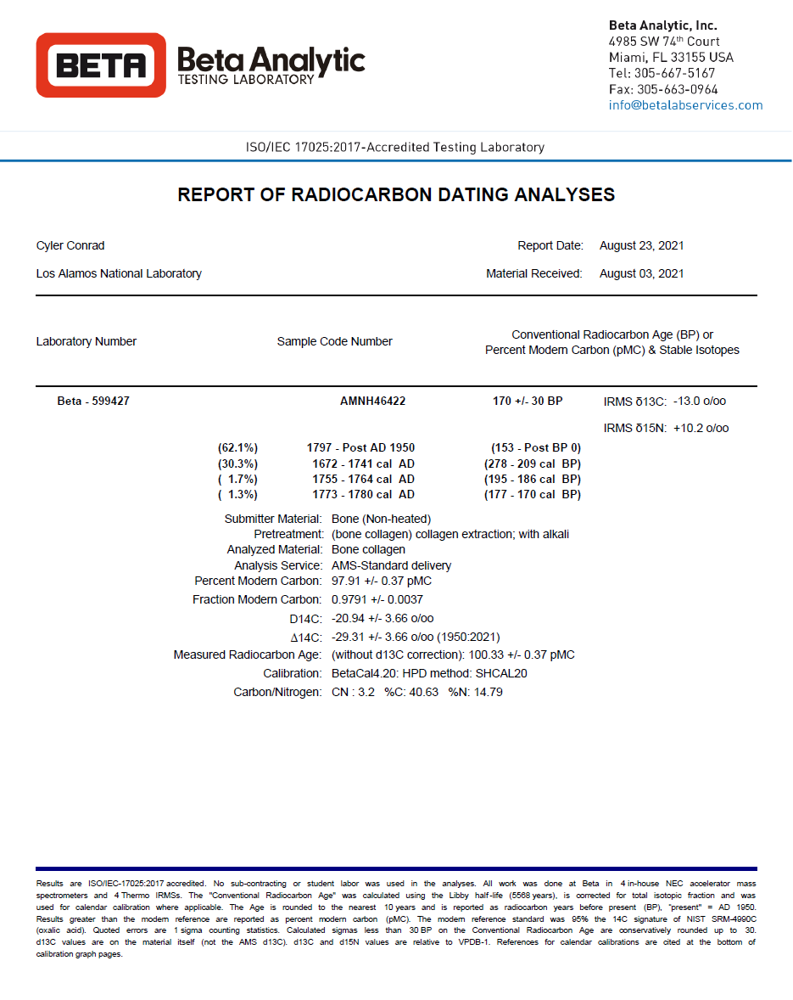 BETA
Beta Analytic
TESTING LABORATORY
Beta Analytic, Inc.
4985 SW 74th Court
Miami, FL 33155 USA
Tel: 305-667-5167
Fax: 305-663-0964
info@betalabservices.com
ISO/IEC 17025:2017-Accredited Testing Laboratory
REPORT OF RADIOCARBON DATING ANALYSES
Cyler Conrad Report Date: August 23, 2021
Los Alamos National Laboratory Material Received: August 03, 2021
Laboratory Number Sample Code Number Conventional Radiocarbon Age (BP) or
Percent Modern Carbon (pMC) & Stable Isotopes
Beta - 599427 AMNH46422 170 +/- 30 BP IRMS δ13C: -13.0 o/oo
IRMS δ15N: +10.2 o/oo
(62.1%) 1797 - Post AD 1950 (153 - Post BP 0)
(30.3%) 1672 - 1741 cal AD (278 - 209 cal BP)
( 1.7%) 1755 - 1764 cal AD (195 - 186 cal BP)
( 1.3%) 1773 - 1780 cal AD (177 - 170 cal BP)
Submitter Material: Bone (Non-heated)
Pretreatment: (bone collagen) collagen extraction; with alkali
Analyzed Material: Bone collagen
Analysis Service: AMS-Standard delivery
Percent Modern Carbon: 97.91 +/- 0.37 pMC
Fraction Modern Carbon: 0.9791 +/- 0.0037
D14C: -20.94 +/- 3.66 o/oo
∆14C: -29.31 +/- 3.66 o/oo (1950:2021)
Measured Radiocarbon Age: (without d13C correction): 100.33 +/- 0.37 pMC
Calibration: BetaCal4.20: HPD method: SHCAL20
Carbon/Nitrogen: CN : 3.2 %C: 40.63 %N: 14.79
Results are ISO/IEC-17025:2017 accredited. No sub-contracting or student labor was used in the analyses. All work was done at Beta in 4 in-house NEC accelerator mass
spectrometers and 4 Thermo IRMSs. The "Conventional Radiocarbon Age" was calculated using the Libby half-life (5568 years), is corrected for total isotopic fraction and was
used for calendar calibration where applicable. The Age is rounded to the nearest 10 years and is reported as radiocarbon years before present (BP), "present" = AD 1950.
Results greater than the modern reference are reported as percent modern carbon (pMC). The modern reference standard was 95% the 14C signature of NIST SRM-4990C
(oxalic acid). Quoted errors are 1 sigma counting statistics. Calculated sigmas less than 30 BP on the Conventional Radiocarbon Age are conservatively rounded up to 30.
d13C values are on the material itself (not the AMS d13C). d13C and d15N values are relative to VPDB-1. References for calendar calibrations are cited at the bottom of
calibration graph pages.